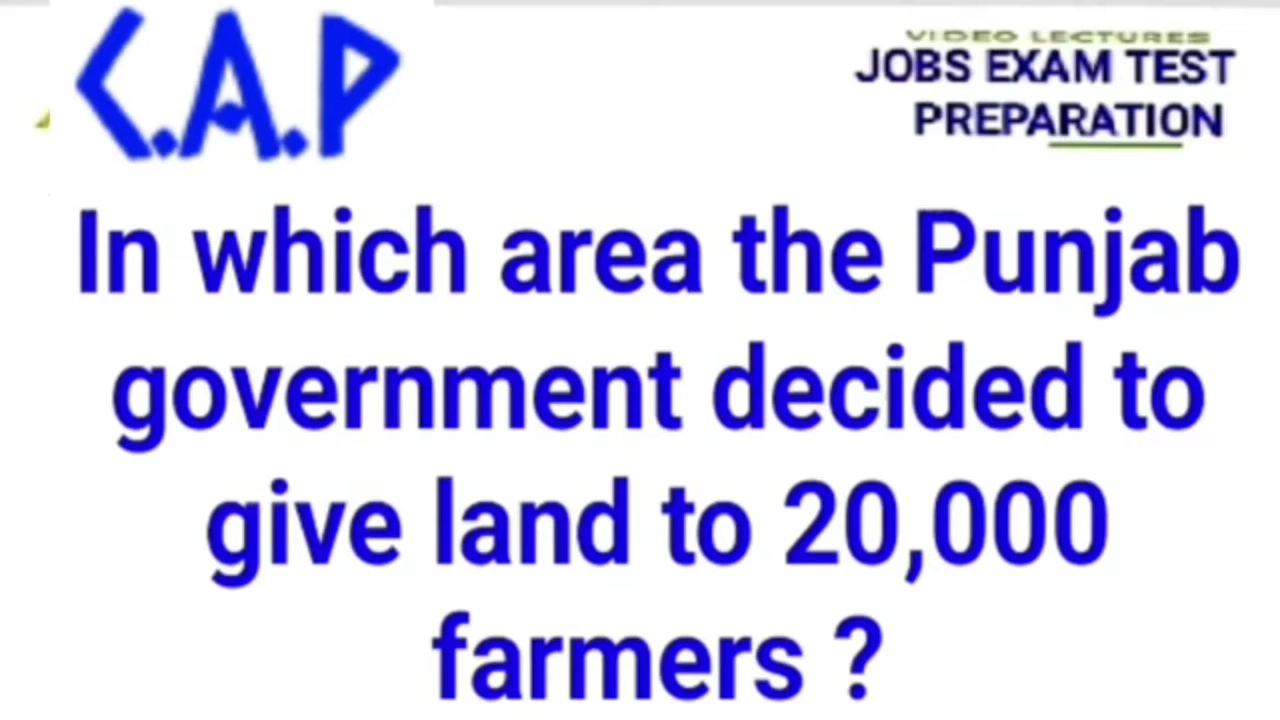 C.A.P
VIDEO LECTURES
JOBS EXAM TEST
PREPARATION
In which area the Punjab
government decided to
give land to 20,000
farmers ?